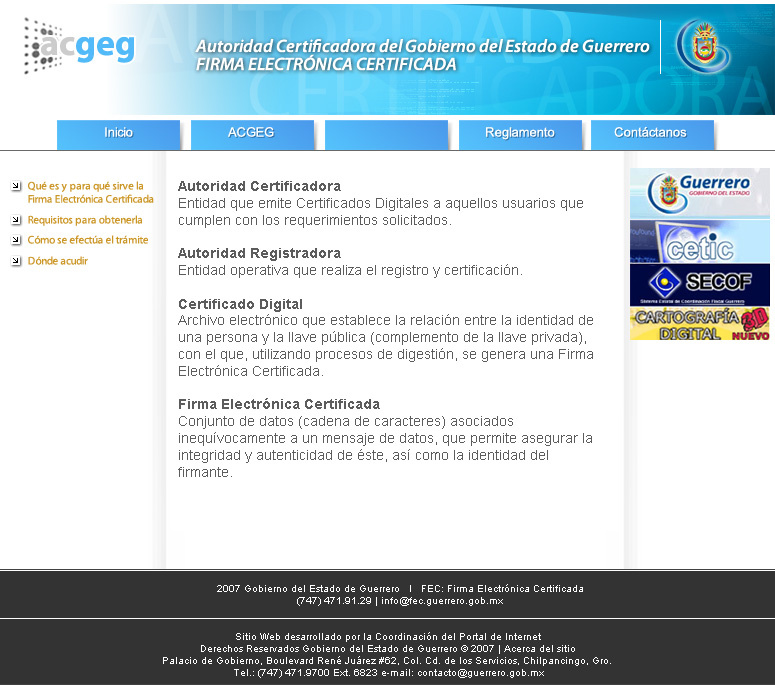 AUTORIDAD
CERTIFICADORA
acgeg
Autoridad Certificadora del Gobierno del Estado de Guerrero
FIRMA ELECTRÓNICA CERTIFICADA
Inicio
ACGEG
Reglamento
Contáctanos
Qué es y para qué sirve la
Firma Electrónica Certificada
Requisitos para obtenerla
Cómo se efectúa el trámite
Dónde acudir
Autoridad Certificadora
Entidad que emite Certificados Digitales a aquellos usuarios que
cumplen con los requerimientos solicitados.
Autoridad Registradora
Entidad operativa que realiza el registro y certificación.
Certificado Digital
Archivo electrónico que establece la relación entre la identidad de
una persona y la llave pública (complemento de la llave privada),
con el que, utilizando procesos de digestión, se genera una Firma
Electrónica Certificada.
Firma Electrónica Certificada
Conjunto de datos (cadena de caracteres) asociados
inequívocamente a un mensaje de datos, que permite asegurar la
integridad y autenticidad de éste, así como la identidad del
firmante.
Guerrero
GOBIERNO DEL ESTADO
cetic
SECOF
Sistema Estatal de Coordinación Fiscal Guerrero
CARTOGRAFÍA 3D
DIGITAL NUEVO
2007 Gobierno del Estado de Guerrero | FEC: Firma Electrónica Certificada
(747) 471.91.29 | info@fec.guerrero.gob.mx
Sitio Web desarrollado por la Coordinación del Portal de Internet
Derechos Reservados Gobierno del Estado de Guerrero © 2007 | Acerca del sitio
Palacio de Gobierno, Boulevard René Juárez #62, Col. Cd. de los Servicios, Chilpancingo, Gro.
Tel.: (747) 471.9700 Ext. 6823 e-mail: contacto@guerrero.gob.mx